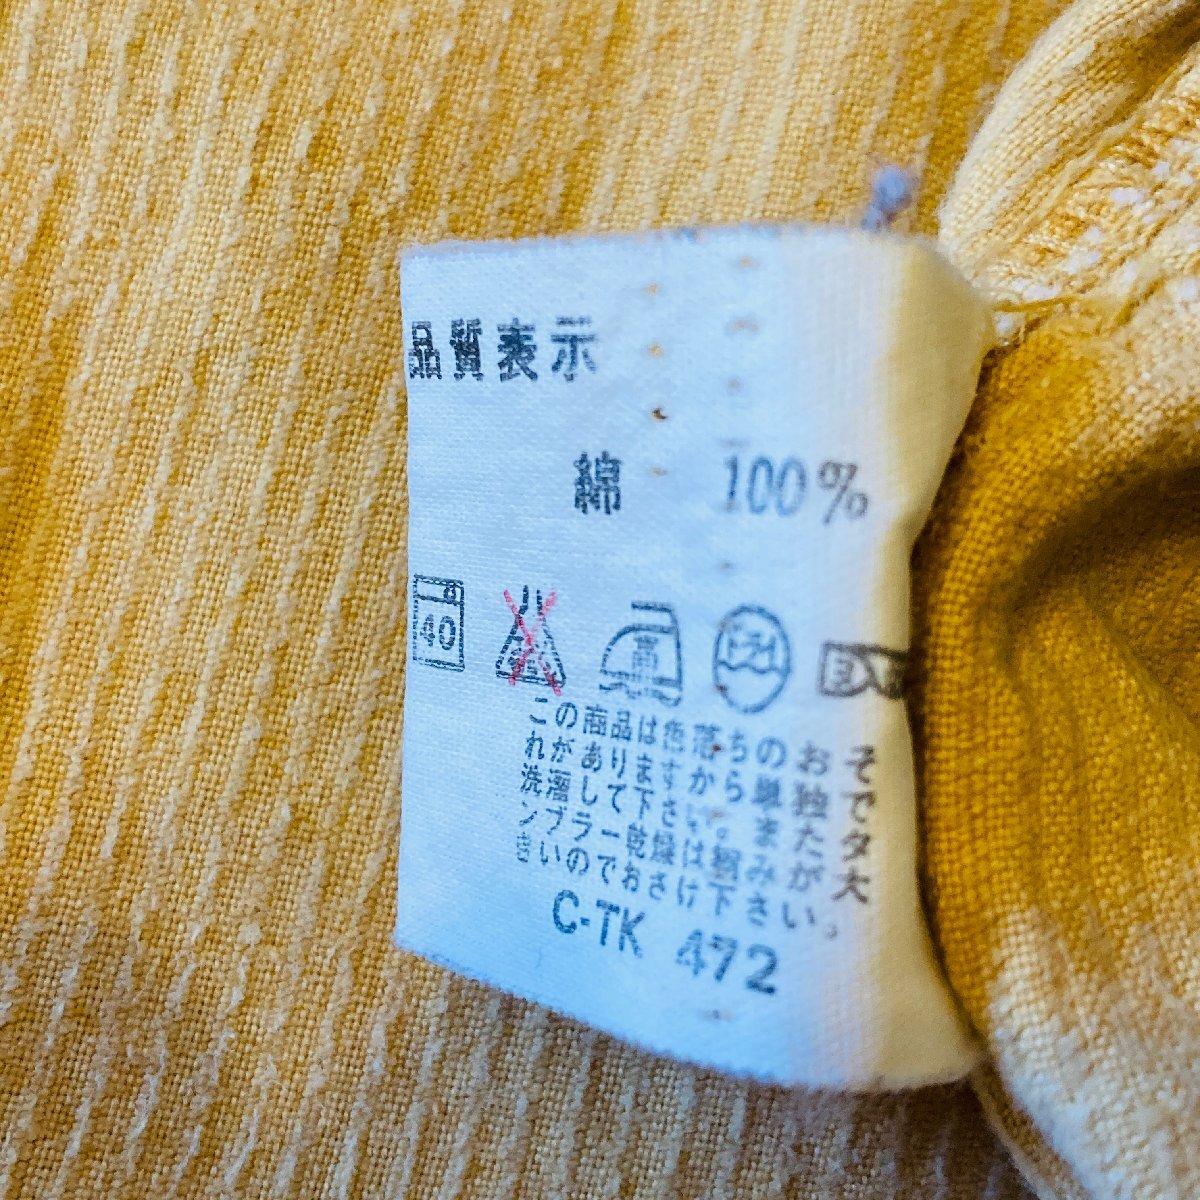 品質表示
綿 100%
40 高
この商品は色落ちのおそ
れがありますから単独で
洗濯して下さい。またタ
ンブラー乾燥は縮みが大
きいのでおさけ下さい。
C-TK 472